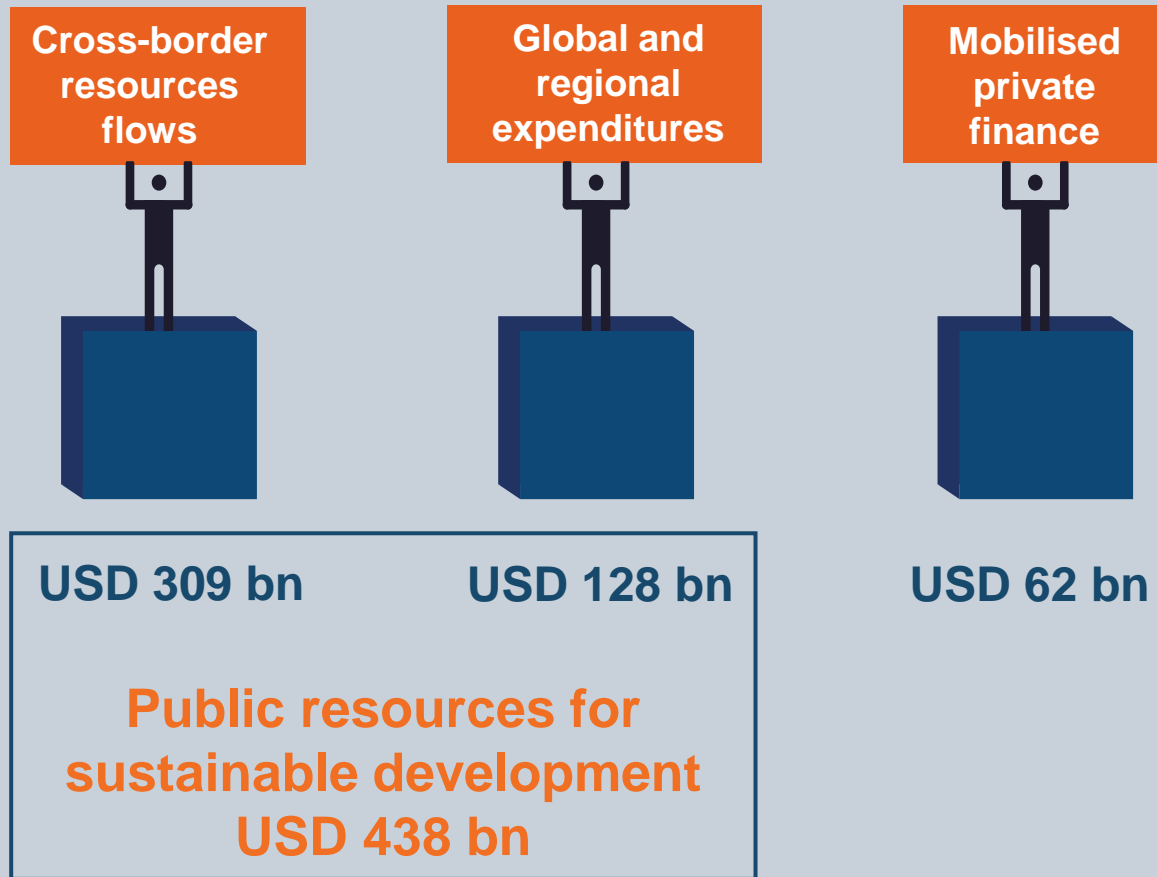 Cross-border
resources
flows
Global and
regional
expenditures
Mobilised
private
finance
USD 309 bn
USD 128 bn
USD 62 bn
Public resources for
sustainable development
USD 438 bn